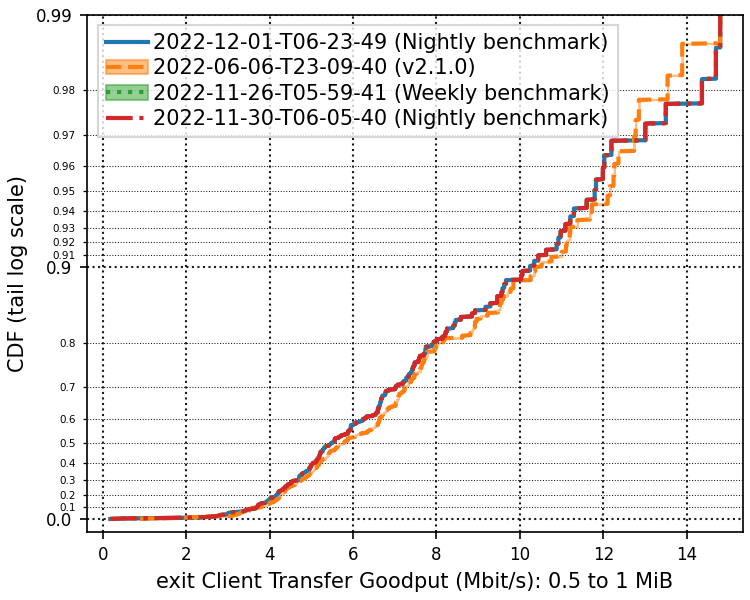 0.99
2022-12-01-T06-23-49 (Nightly benchmark)
2022-06-06-T23-09-40 (v2.1.0)
2022-11-26-T05-59-41 (Weekly benchmark)
2022-11-30-T06-05-40 (Nightly benchmark)
0.98
0.97
0.96
0.95
0.94
0.93
0.92
0.91
0.9
0.8
0.7
0.6
0.5
0.4
0.3
0.2
0.1
0.0
CDF (tail log scale)
0 2 4 6 8 10 12 14
exit Client Transfer Goodput (Mbit/s): 0.5 to 1 MiB